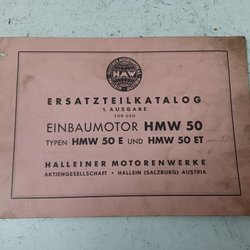 HMW
ERSATZTEILKATALOG
1. AUSGABE
FÜR DEN
EINBAUMOTOR HMW 50
TYPEN HMW 50 E UND HMW 50 ET
HALLEINER MOTORENWERKE
AKTIENGESELLSCHAFT • HALLEIN (SALZBURG) AUSTRIA